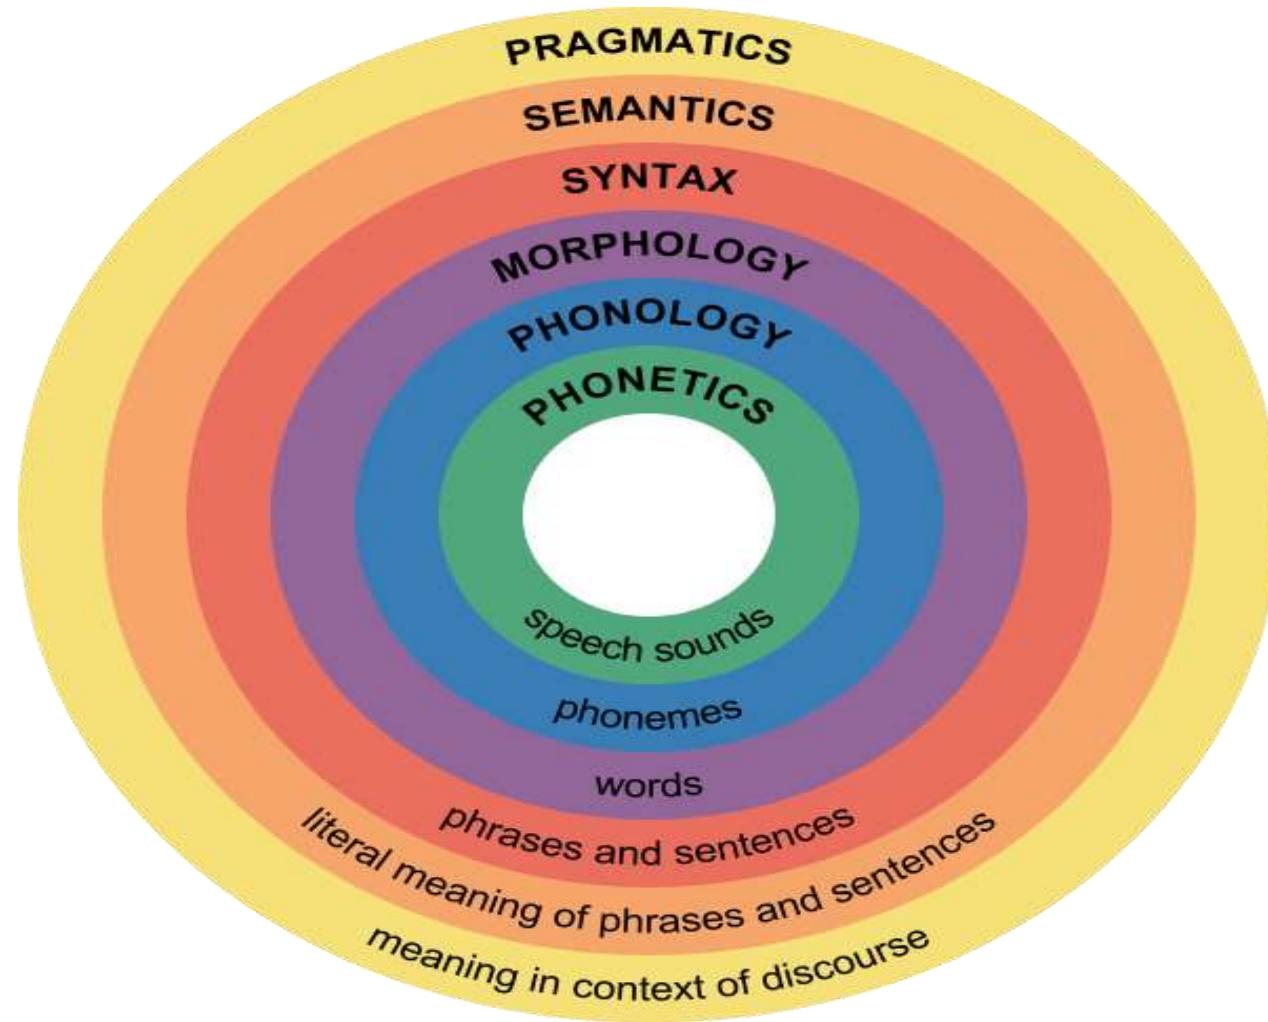 PRAGMATICS
SEMANTICS
SYNTAX
MORPHOLOGY
PHONOLOGY
PHONETICS
speech sounds
phonemes
words
phrases and sentences
literal meaning of phrases and sentences
meaning in context of discourse